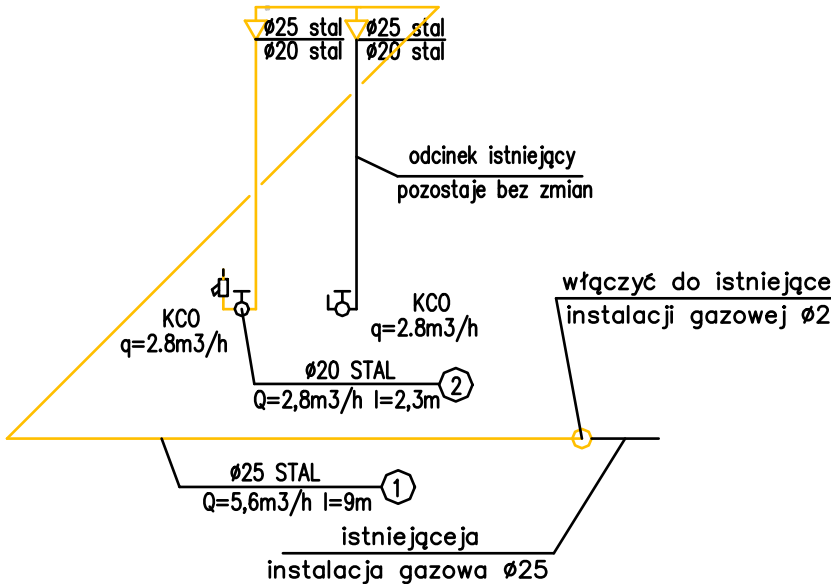 ø25 stal
ø20 stal
ø25 stal
ø20 stal
odcinek istniejący
pozostaje bez zmian
włączyć do istniejące
instalacji gazowej ø2
KCO
q=2.8m3/h
KCO
q=2.8m3/h
ø20 STAL
Q=2,8m3/h l=2,3m
2
ø25 STAL
Q=5,6m3/h l=9m
1
istniejąceja
instalacja gazowa ø25